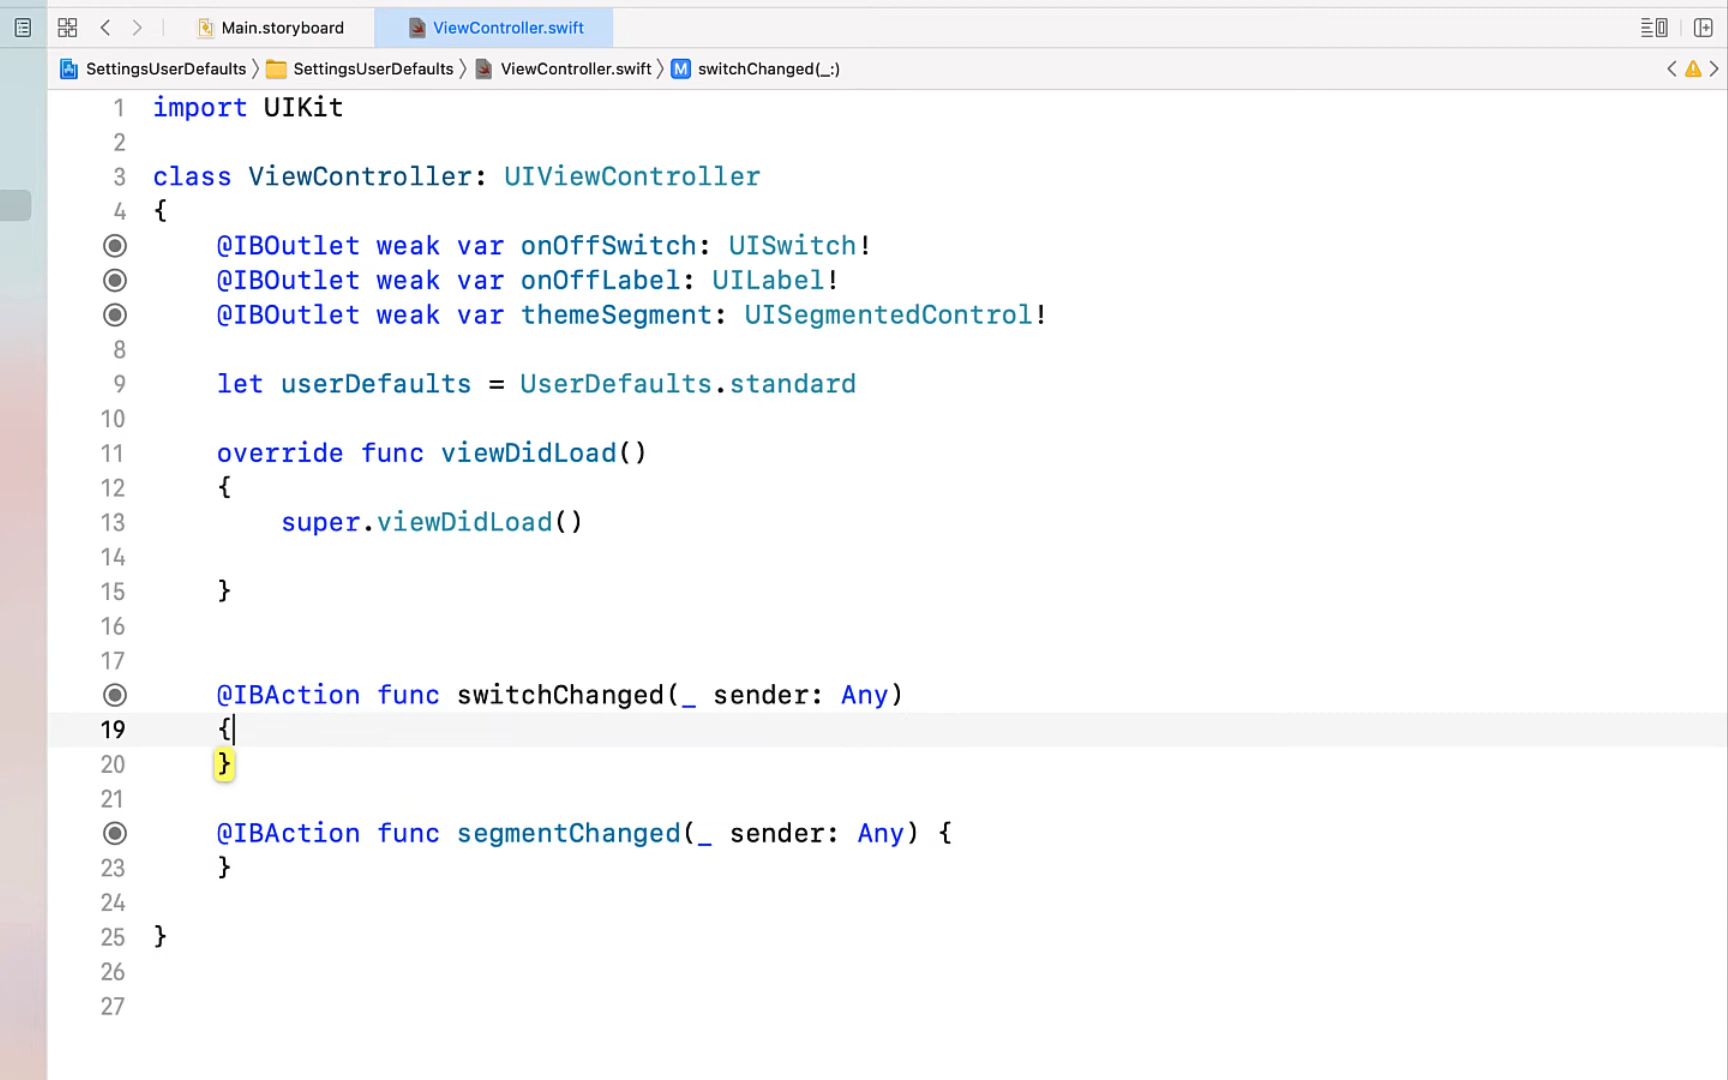 Main.storyboard ViewController.swift
SettingsUserDefaults 〉 SettingsUserDefaults 〉 ViewController.swift 〉 M switchChanged(_:)
1 import UIKit
2
3 class ViewController: UIViewController
4 {
@IBOutlet weak var onOffSwitch: UISwitch!
@IBOutlet weak var onOffLabel: UILabel!
@IBOutlet weak var themeSegment: UISegmentedControl!
8
9 let userDefaults = UserDefaults.standard
10
11 override func viewDidLoad()
12 {
13 super.viewDidLoad()
14
15 }
16
17
@IBAction func switchChanged(_ sender: Any)
19 {
20 }
21
@IBAction func segmentChanged(_ sender: Any) {
23 }
24
25 }
26
27